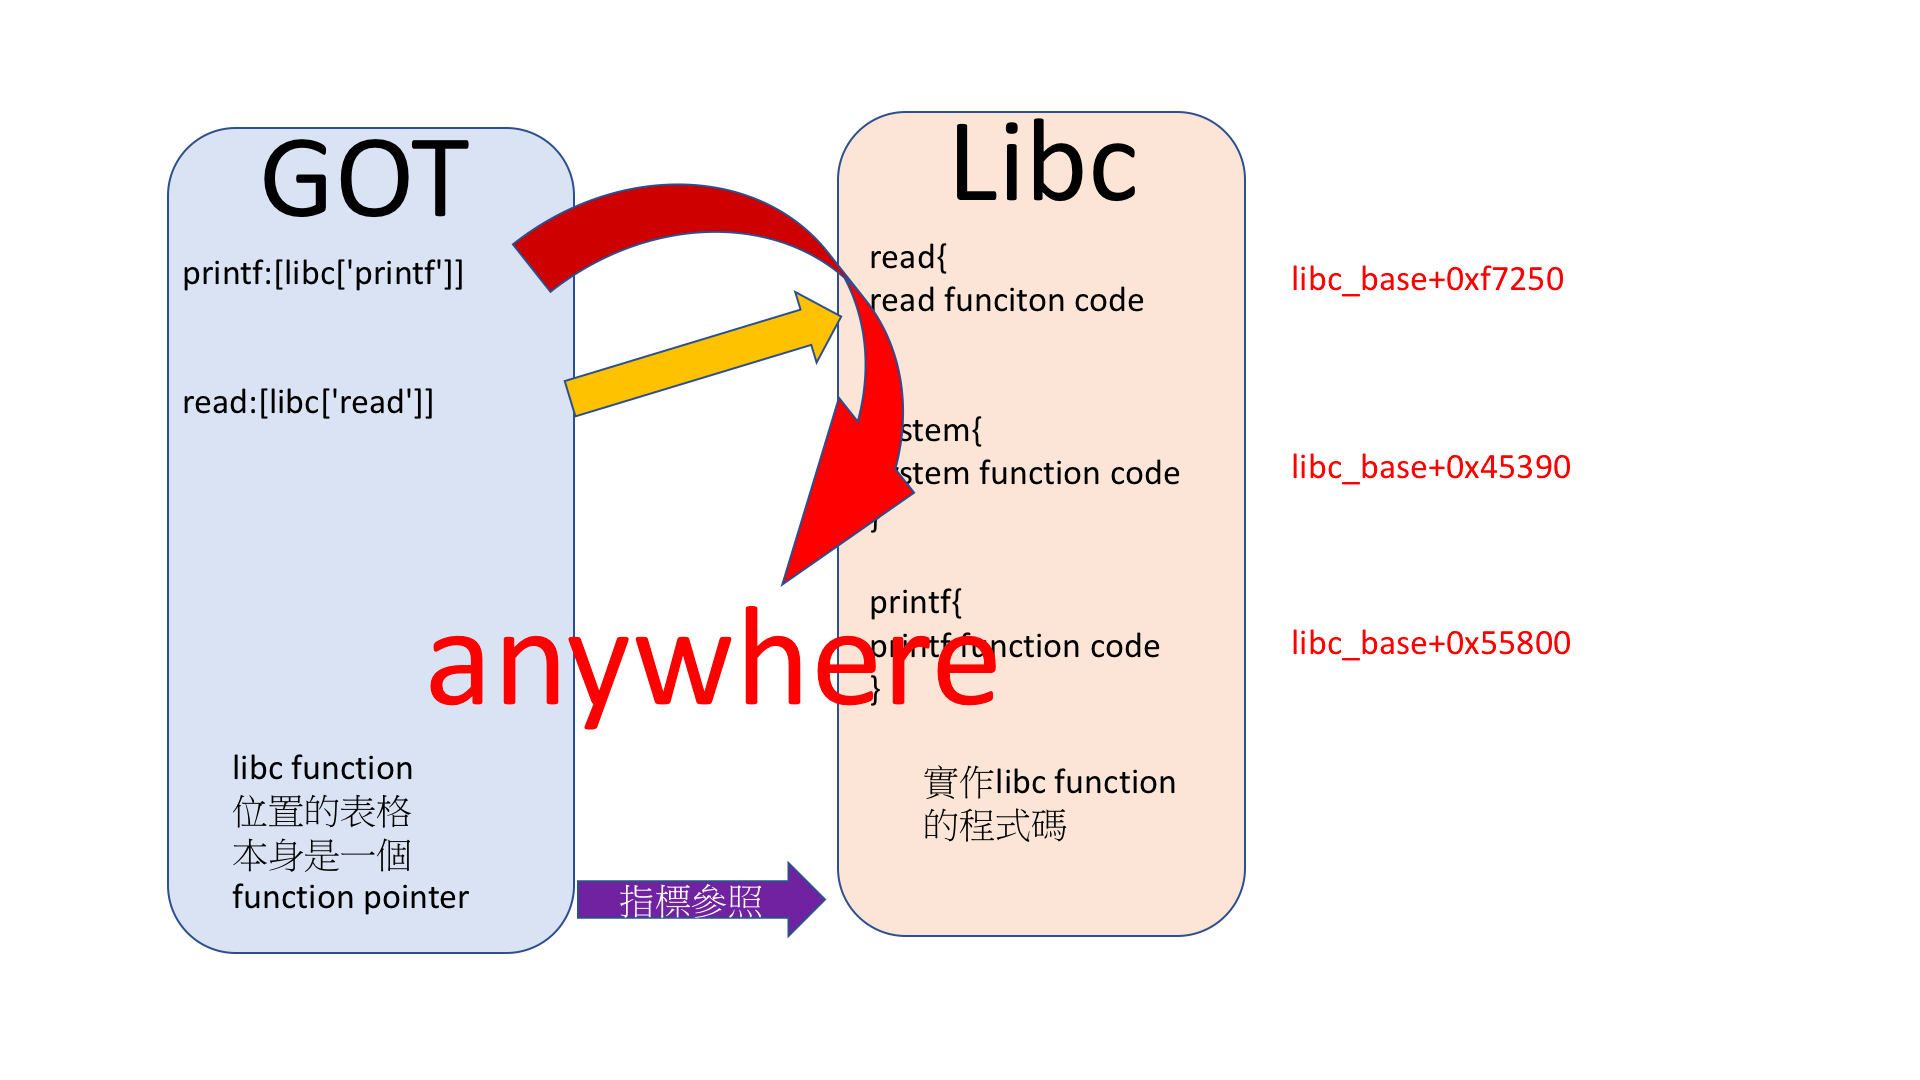 GOT
printf:[libc['printf']]
read:[libc['read']]
libc function
位置的表格
本身是一個
function pointer
anywhere
指標參照
Libc
read{
read funciton code
stem{
stem function code
}
printf{
printf function code
}
實作libc function
的程式碼
libc_base+0xf7250
libc_base+0x45390
libc_base+0x55800